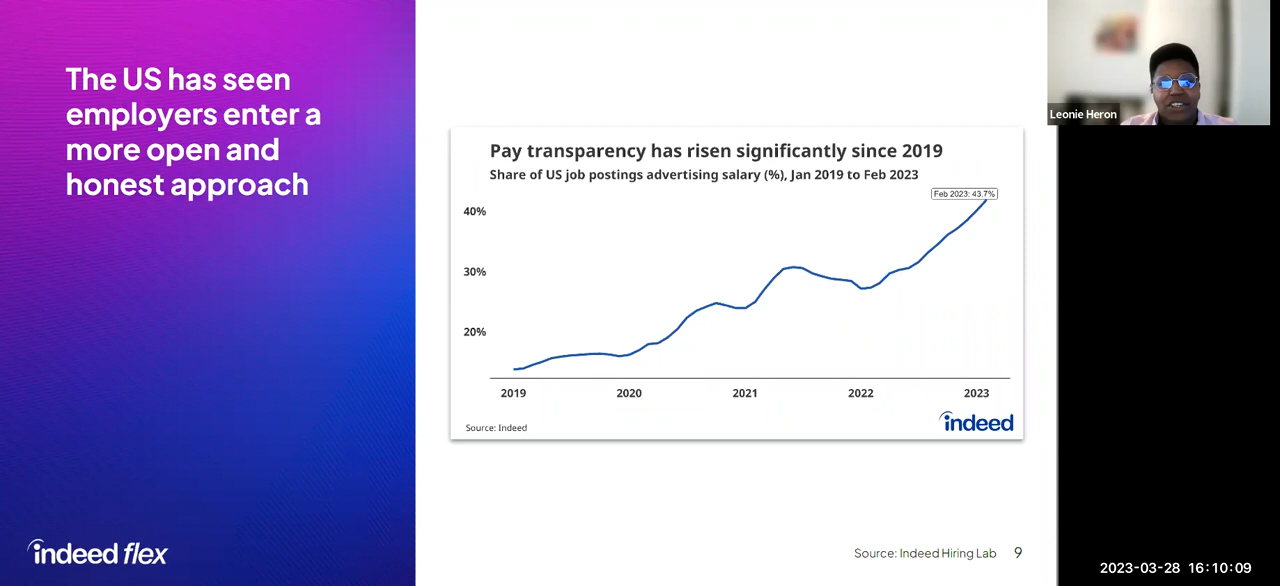 The US has seen
employers enter a
more open and
honest approach
indeed flex
Pay transparency has risen significantly since 2019
Share of US job postings advertising salary (%), Jan 2019 to Feb 2023
Feb 2023: 43.7%
40%
30%
20%
2019 2020 2021 2022 2023
Source: Indeed
indeed
Source: Indeed Hiring Lab 9
Leonie Heron
2023-03-28 16:10:09